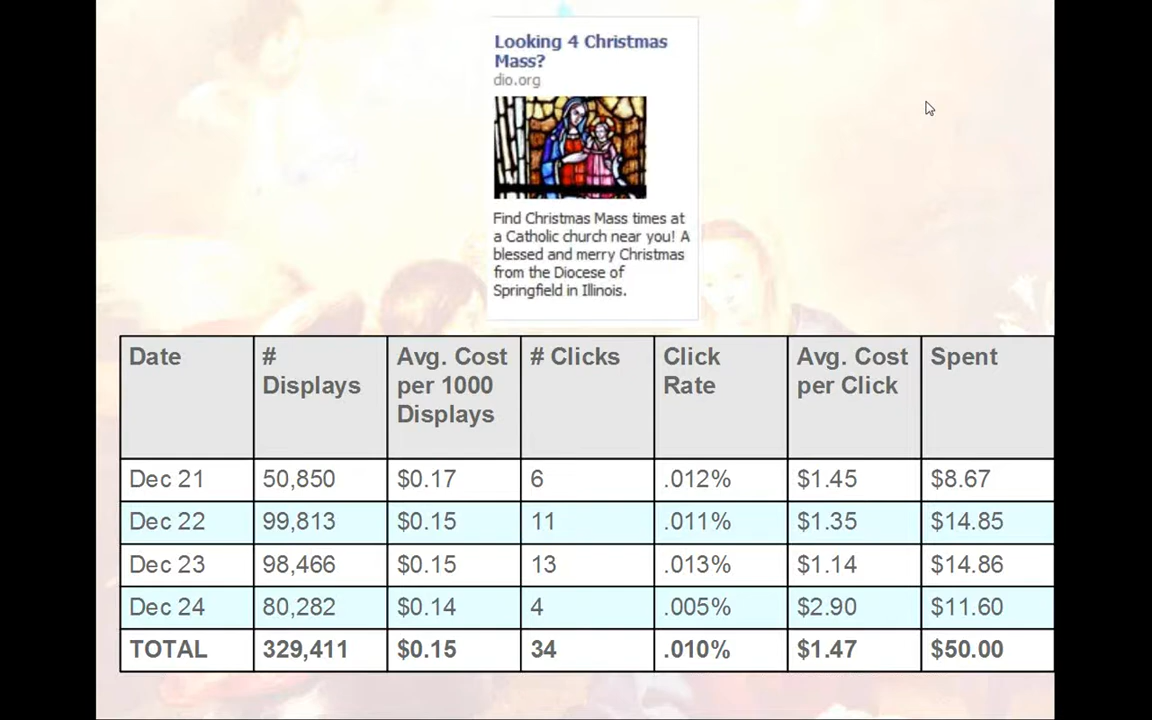 Looking 4 Christmas
Mass?
dio.org
Find Christmas Mass times at
a Catholic church near you! A
blessed and merry Christmas
from the Diocese of
Springfield in Illinois.
Date # Displays Avg. Cost per 1000 Displays # Clicks Click Rate Avg. Cost per Click Spent
Dec 21 50,850 $0.17 6 .012% $1.45 $8.67
Dec 22 99,813 $0.15 11 .011% $1.35 $14.85
Dec 23 98,466 $0.15 13 .013% $1.14 $14.86
Dec 24 80,282 $0.14 4 .005% $2.90 $11.60
TOTAL 329,411 $0.15 34 .010% $1.47 $50.00